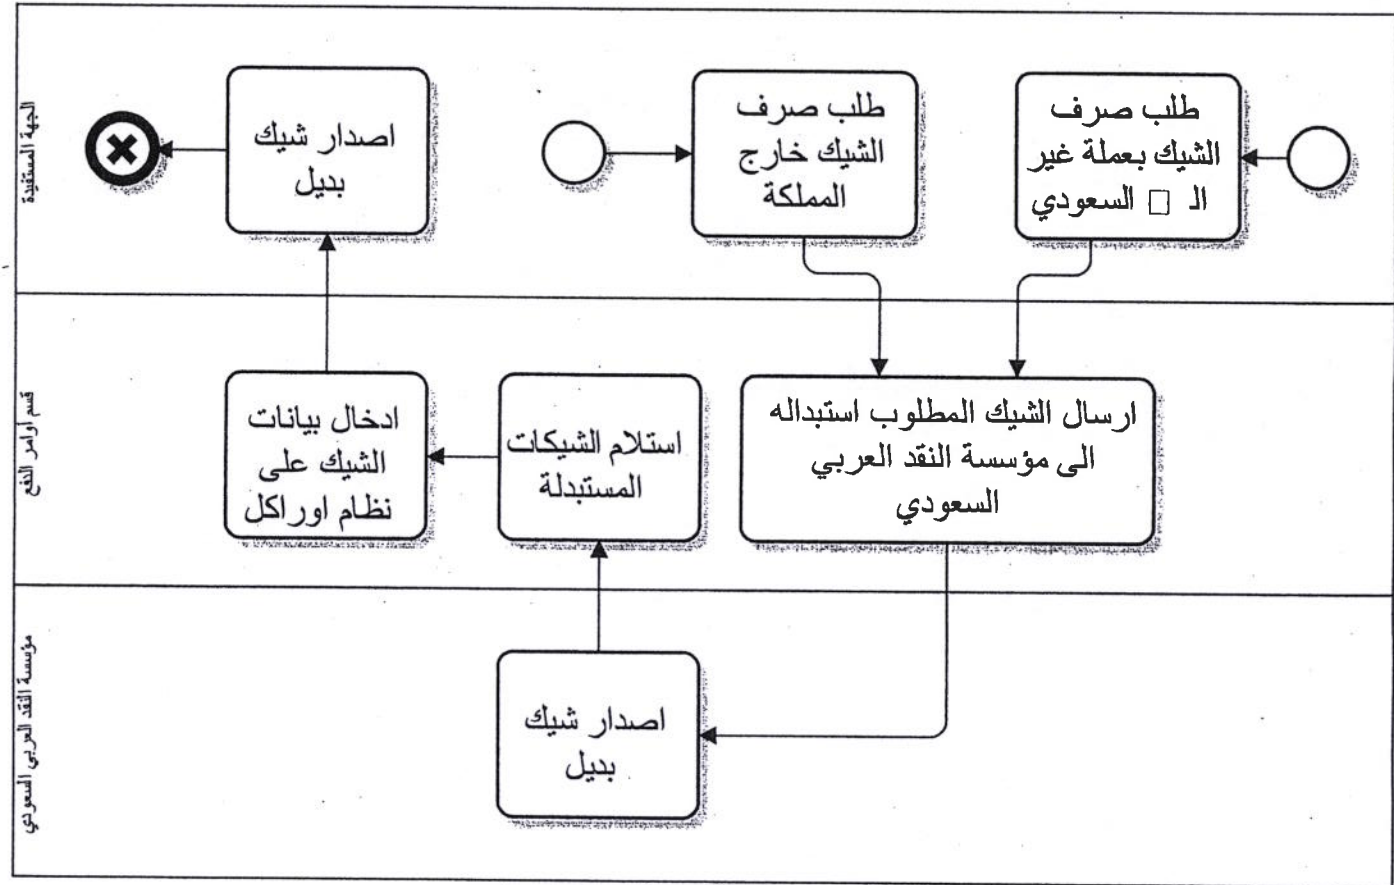 الجهة المستفيدة
طلب صرف
الشيك بعملة غير
الـ □ السعودي
طلب صرف
الشيك خارج
المملكة
اصدار شيك
بديل
قسم أوامر الدفع
ارسال الشيك المطلوب استبداله
الى مؤسسة النقد العربي
السعودي
استلام الشيكات
المستبدلة
ادخال بيانات
الشيك على
نظام اوراكل
مؤسسة النقد العربي السعودي
اصدار شيك
بديل